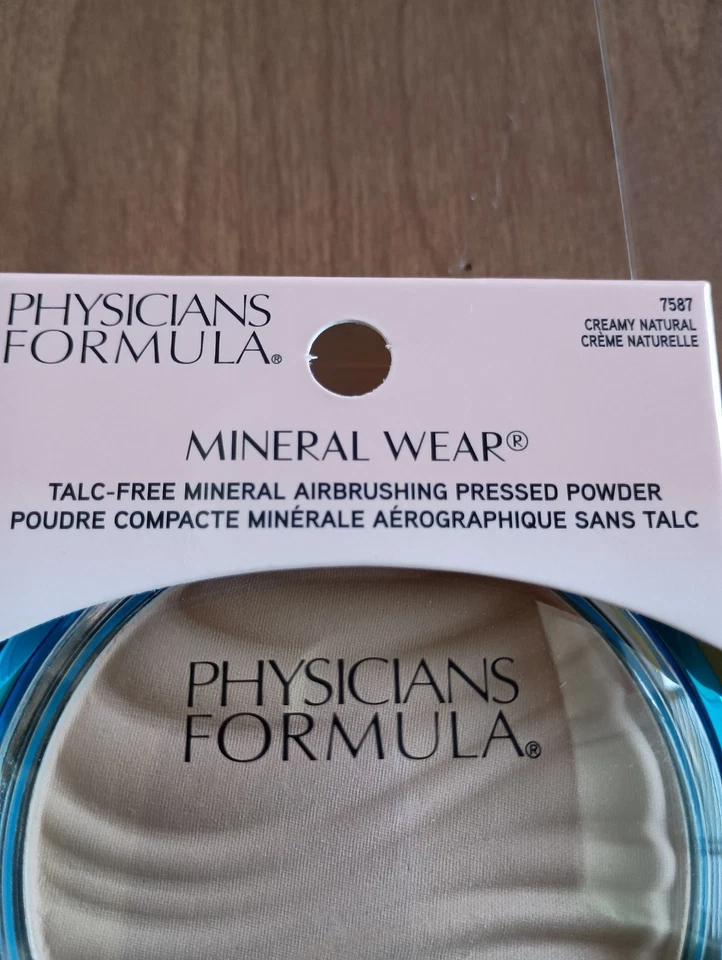 PHYSICIANS
FORMULA®
7587
CREAMY NATURAL
CRÈME NATURELLE
MINERAL WEAR®
TALC-FREE MINERAL AIRBRUSHING PRESSED POWDER
POUDRE COMPACTE MINÉRALE AÉROGRAPHIQUE SANS TALC
PHYSICIANS
FORMULA®